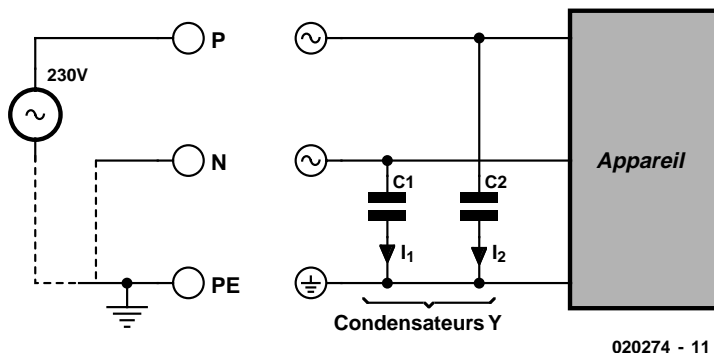 P
230V
N
C1
C2
Appareil
I1
I2
PE
Condensateurs Y
020274 - 11